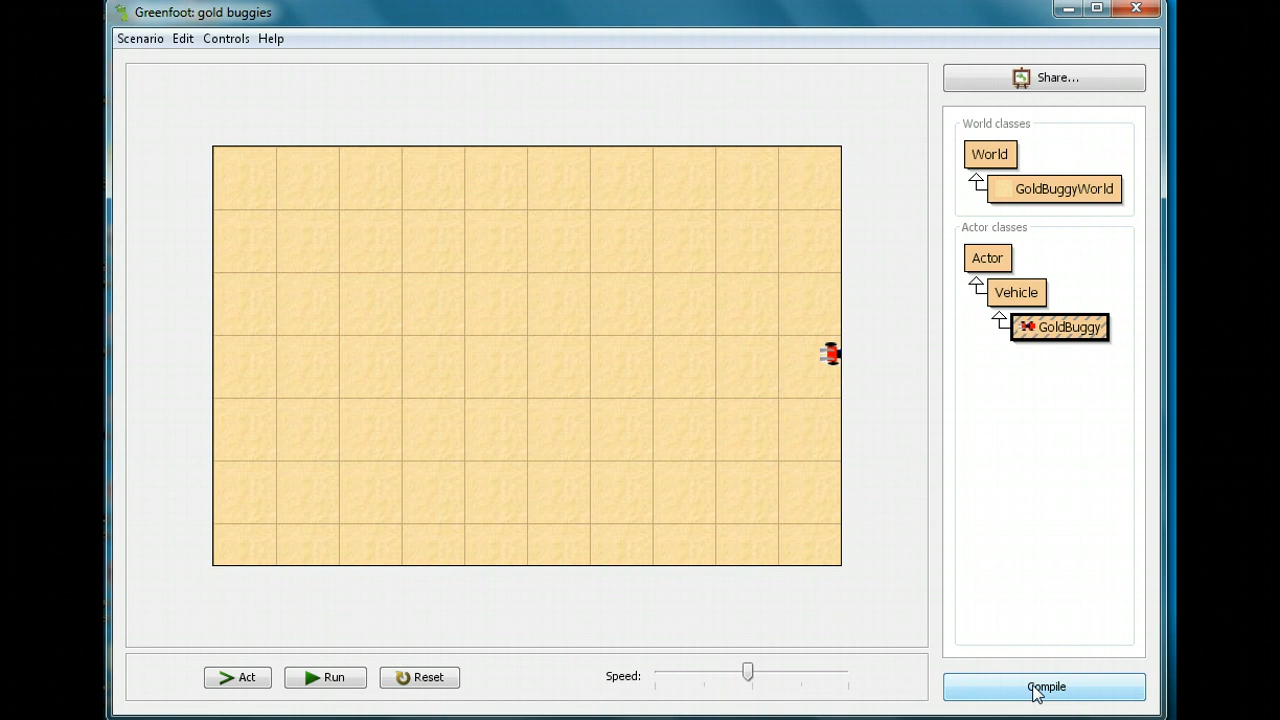 Greenfoot: gold buggies
Scenario Edit Controls Help
Share...
World classes
World
GoldBuggyWorld
Actor classes
Actor
Vehicle
GoldBuggy
Act
Run
Reset
Speed:
Compile